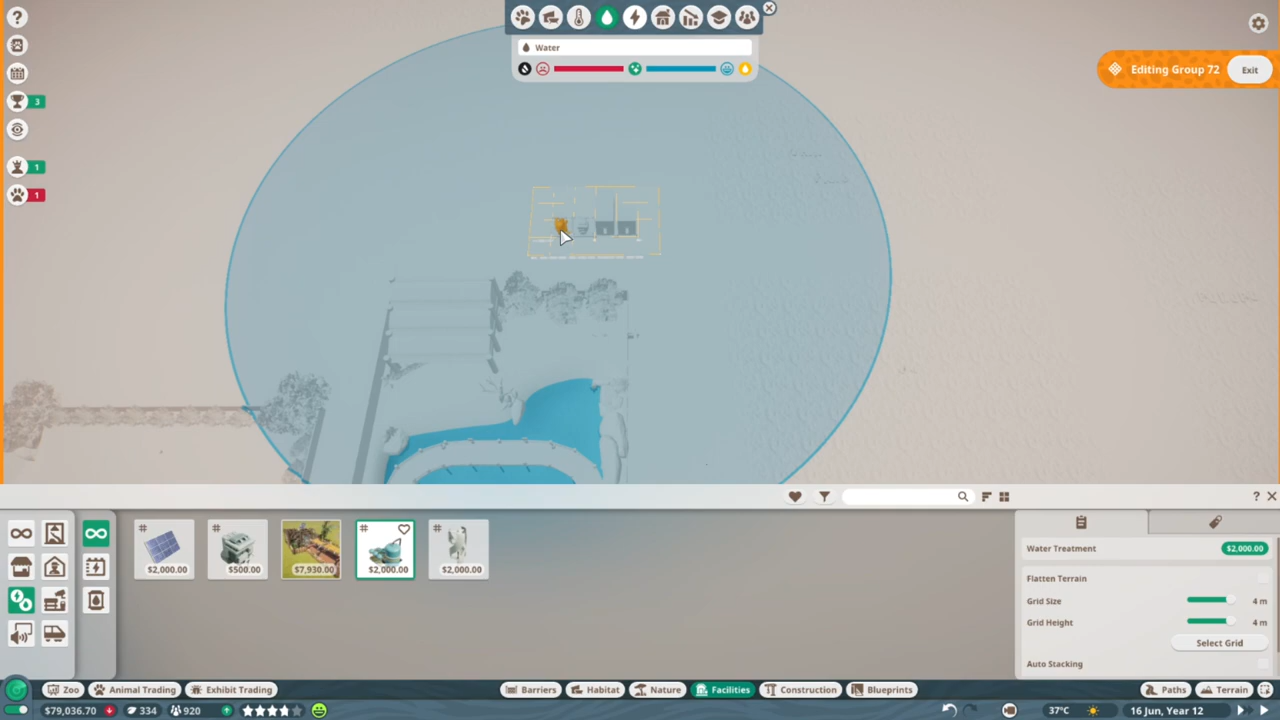 ?
Water
3
Editing Group 72
Exit
1
1
?
$2,000.00
$500.00
$7,930.00
$2,000.00
$2,000.00
Water Treatment
$2,000.00
Flatten Terrain
Grid Size
4 m
Grid Height
4 m
Select Grid
Auto Stacking
Zoo
Animal Trading
Exhibit Trading
Barriers
Habitat
Nature
Facilities
Construction
Blueprints
Paths
Terrain
$79,036.70
334
920
37°C
16 Jun, Year 12